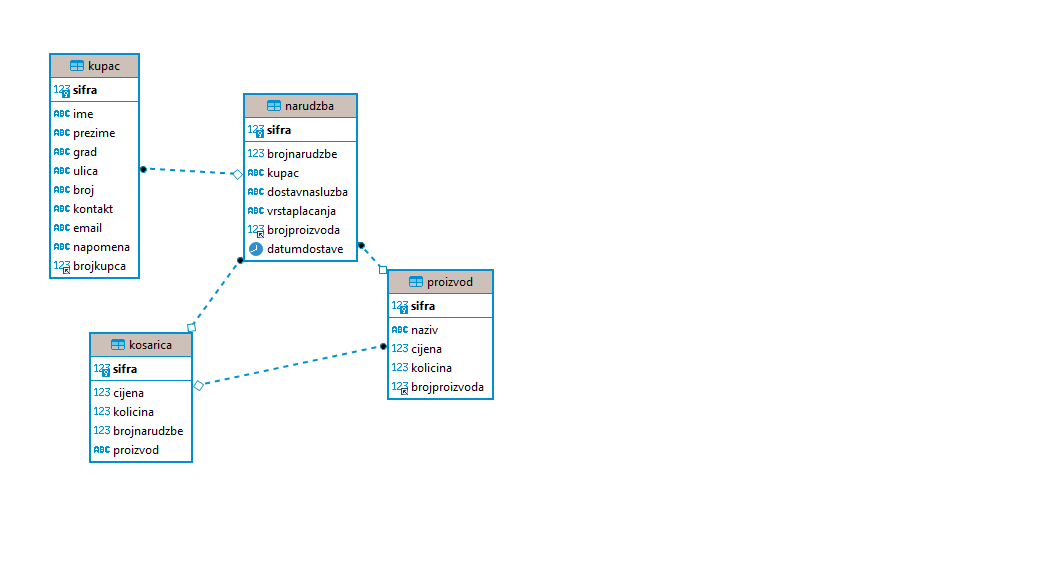 kupac
123 sifra
ABC ime
ABC prezime
ABC grad
ABC ulica
ABC broj
ABC kontakt
ABC email
ABC napomena
123 brojkupca
narudzba
123 sifra
123 brojnarudzbe
ABC kupac
ABC dostavnasluzba
ABC vrstaplacanja
123 brojproizvoda
datumdostave
proizvod
123 sifra
ABC naziv
123 cijena
123 kolicina
123 brojproizvoda
kosarica
123 sifra
123 cijena
123 kolicina
123 brojnarudzbe
ABC proizvod